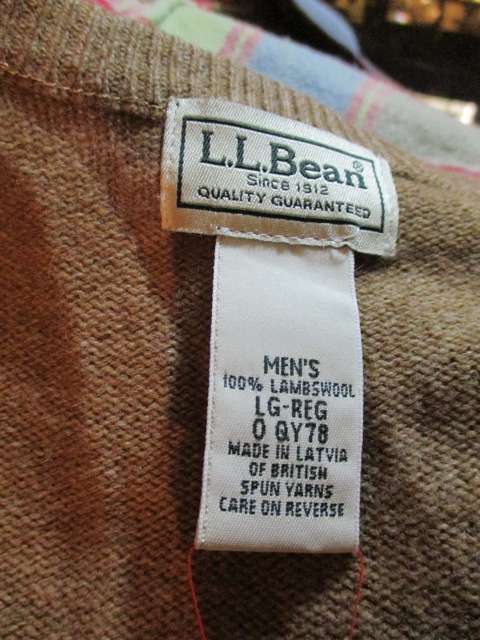 L.L.Bean®
Since 1912
QUALITY GUARANTEED
MEN'S
100% LAMBSWOOL
LG-REG
0 QY78
MADE IN LATVIA
OF BRITISH
SPUN YARNS
CARE ON REVERSE